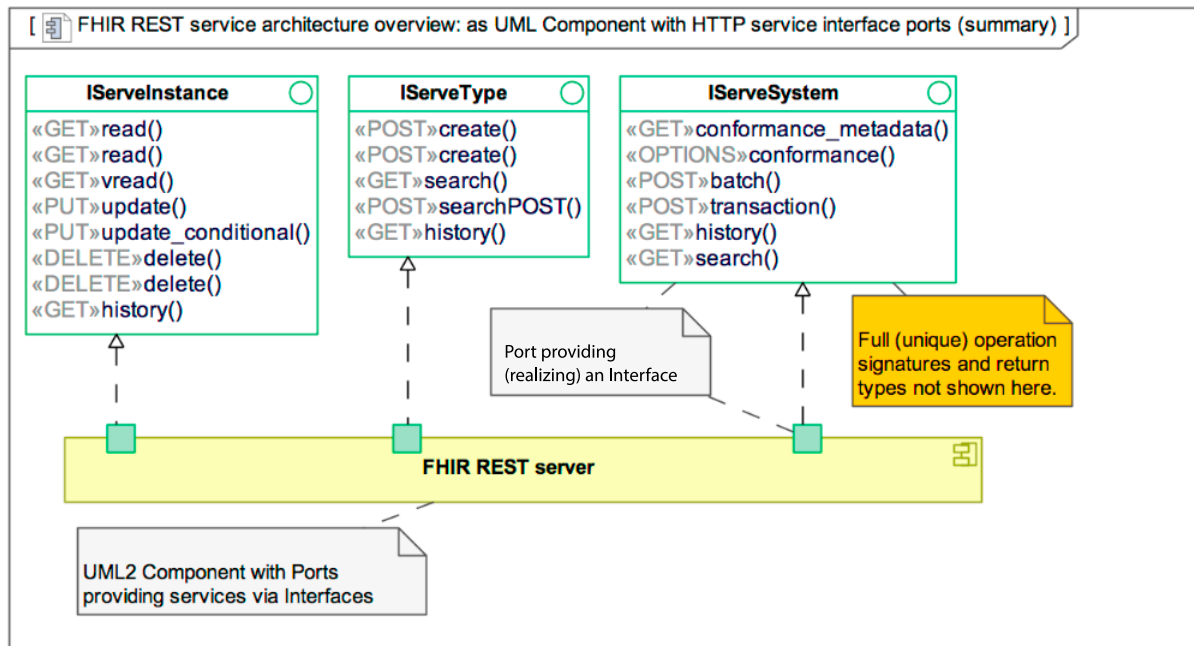 [ FHIR REST service architecture overview: as UML Component with HTTP service interface ports (summary) ]
IServeInstance
«GET»read()
«GET»read()
«GET»vread()
«PUT»update()
«PUT»update_conditional()
«DELETE»delete()
«DELETE»delete()
«GET»history()
IServeType
«POST»create()
«POST»create()
«GET»search()
«POST»searchPOST()
«GET»history()
IServeSystem
«GET»conformance_metadata()
«OPTIONS»conformance()
«POST»batch()
«POST»transaction()
«GET»history()
«GET»search()
Port providing
(realizing) an Interface
Full (unique) operation
signatures and return
types not shown here.
FHIR REST server
UML2 Component with Ports
providing services via Interfaces